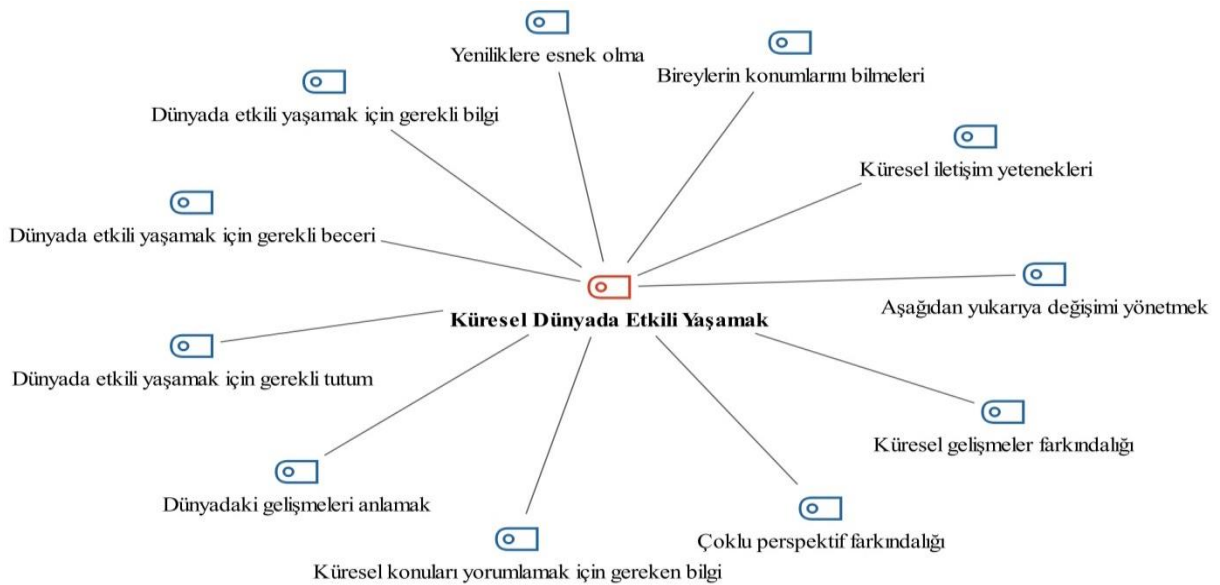 Yeniliklere esnek olma
Bireylerin konumlarını bilmeleri
Dünyada etkili yaşamak için gerekli bilgi
Küresel iletişim yetenekleri
Dünyada etkili yaşamak için gerekli beceri
Aşağıdan yukarıya değişimi yönetmek
Küresel Dünyada Etkili Yaşamak
Dünyada etkili yaşamak için gerekli tutum
Küresel gelişmeler farkındalığı
Dünyadaki gelişmeleri anlamak
Çoklu perspektif farkındalığı
Küresel konuları yorumlamak için gereken bilgi